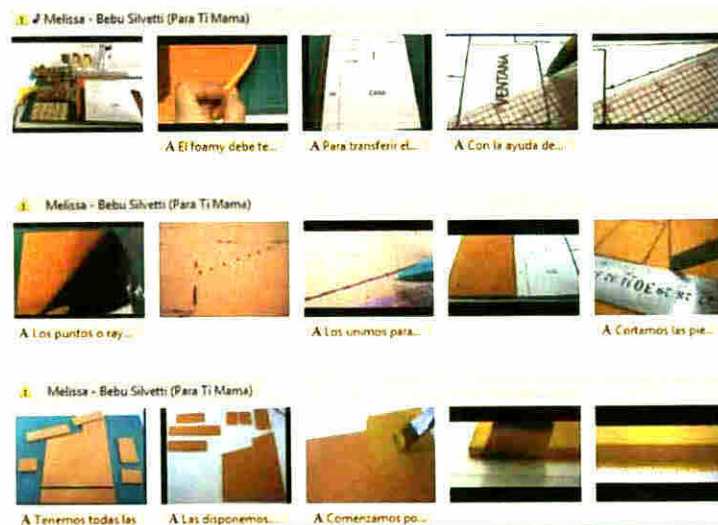 ♪ Melissa - Bebu Silvetti (Para Ti Mama)
CASA
VENTANA
A El foamy debe te...
A Para transferir el...
A Con la ayuda de...
Melissa - Bebu Silvetti (Para Ti Mama)
A Los puntos o ray...
A Los unimos para...
A Cortamos las pie...
Melissa - Bebu Silvetti (Para Ti Mama)
A Tenemos todas las
A Las disponemos...
A Comenzamos po...